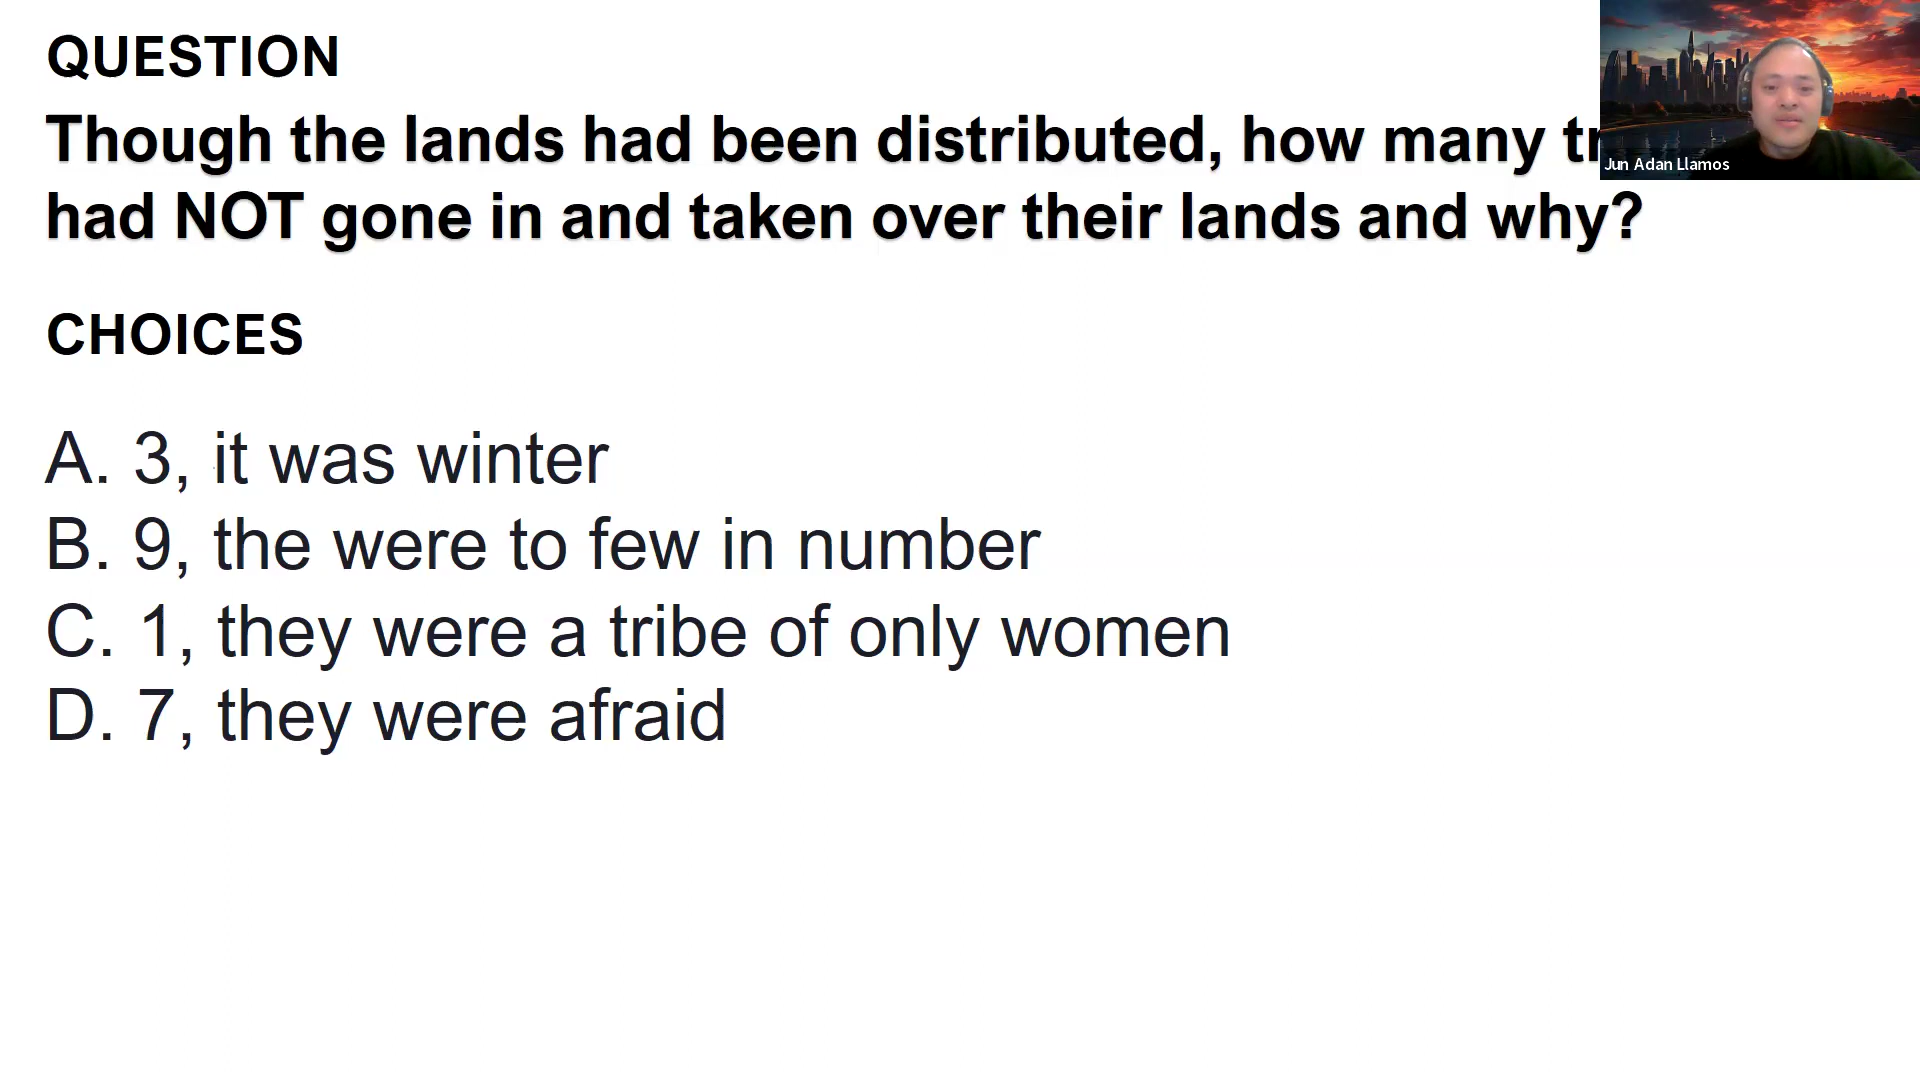 QUESTION
Though the lands had been distributed, how many
had NOT gone in and taken over their lands and why?
Jun Adan Llamos
CHOICES
A. 3, it was winter
B. 9, the were to few in number
C. 1, they were a tribe of only women
D. 7, they were afraid